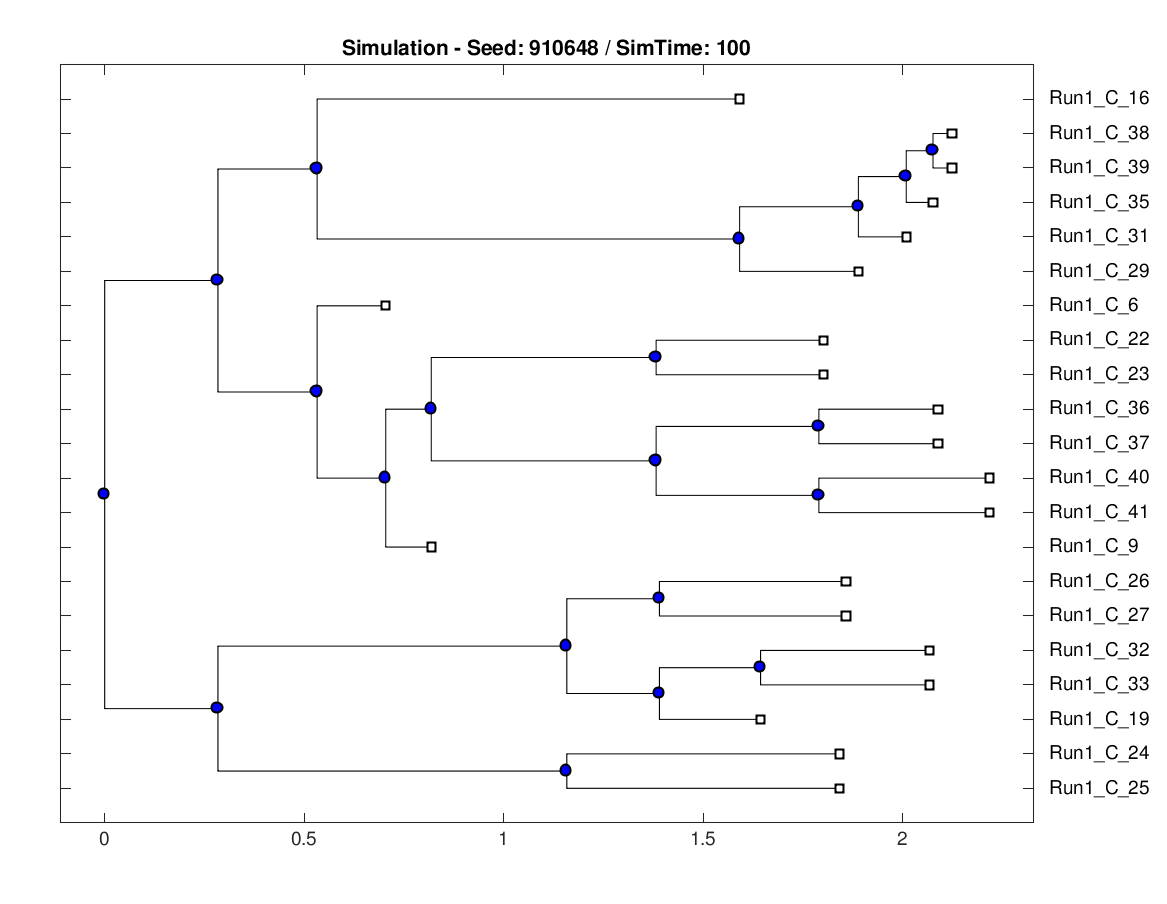 Simulation - Seed: 910648 / SimTime: 100
Run1_C_16
Run1_C_38
Run1_C_39
Run1_C_35
Run1_C_31
Run1_C_29
Run1_C_6
Run1_C_22
Run1_C_23
Run1_C_36
Run1_C_37
Run1_C_40
Run1_C_41
Run1_C_9
Run1_C_26
Run1_C_27
Run1_C_32
Run1_C_33
Run1_C_19
Run1_C_24
Run1_C_25
0 0.5 1 1.5 2